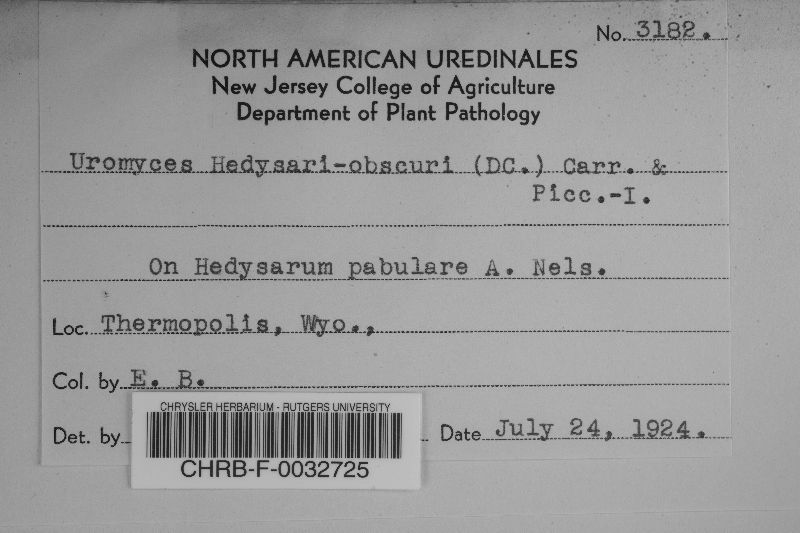 No. 3182.
NORTH AMERICAN UREDINALES
New Jersey College of Agriculture
Department of Plant Pathology
Uromyces Hedysari-obscuri (DC.) Carr. &
Picc.-I.
On Hedysarum pabulare A. Nels.
Loc. Thermopolis, Wyo.,
Col. by E. B.
Det. by
Date July 24, 1924.
CHRYSLER HERBARIUM - RUTGERS UNIVERSITY
CHRB-F-0032725